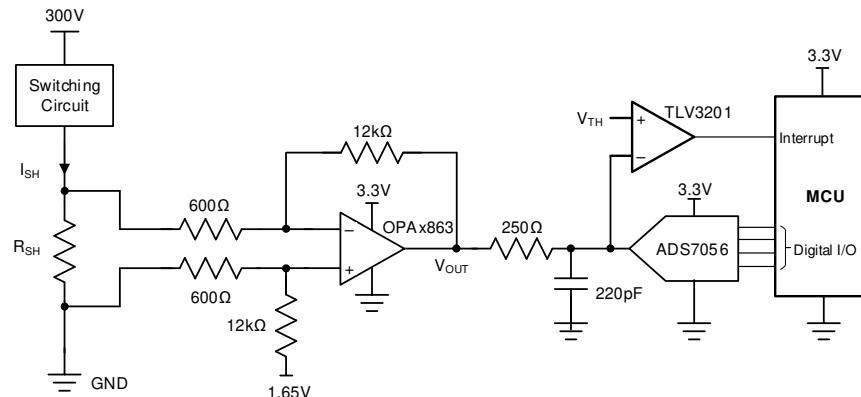 300V
Switching
Circuit
I_SH
R_SH
GND
600Ω
600Ω
12kΩ
12kΩ
1.65V
3.3V
OPAx863
V_OUT
250Ω
220pF
V_TH
TLV3201
3.3V
ADS7056
3.3V
Interrupt
MCU
Digital I/O